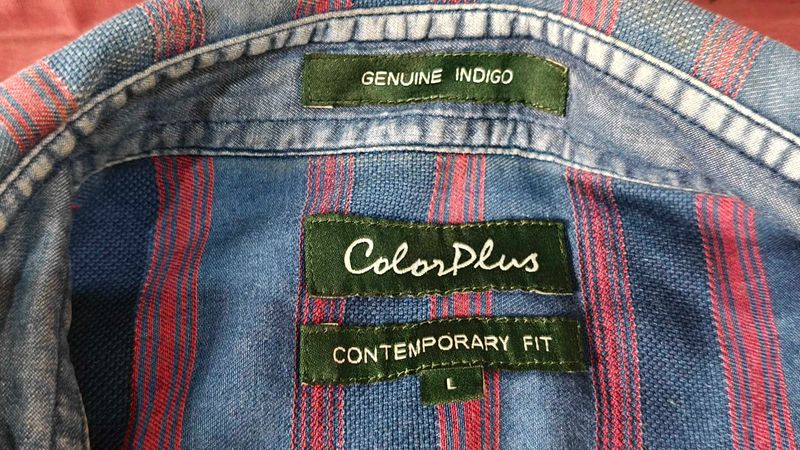 GENUINE INDIGO
ColorPlus
CONTEMPORARY FIT
L